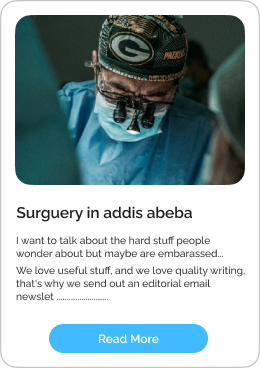 G
Surguery in addis abeba
I want to talk about the hard stuff people
wonder about but maybe are embarassed...
We love useful stuff, and we love quality writing,
that's why we send out an editorial email
newslet .........................
Read More